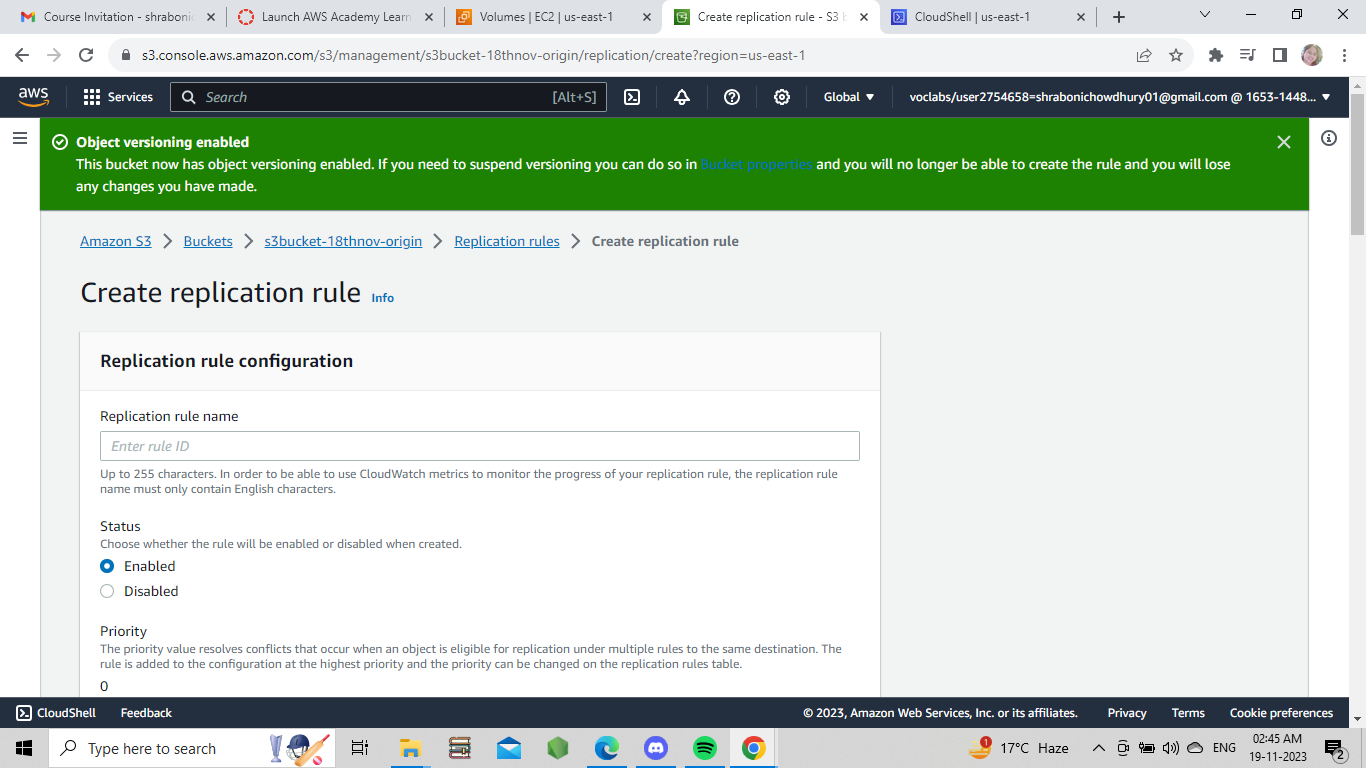 Course Invitation - shraboni
Launch AWS Academy Learn
Volumes | EC2 | us-east-1
Create replication rule - S3 b
CloudShell | us-east-1
s3.console.aws.amazon.com/s3/management/s3bucket-18thnov-origin/replication/create?region=us-east-1
aws
Services
Search
[Alt+S]
Global
voclabs/user2754658=shrabonichowdhury01@gmail.com @ 1653-1448...
Object versioning enabled
This bucket now has object versioning enabled. If you need to suspend versioning you can do so in Bucket properties and you will no longer be able to create the rule and you will lose
any changes you have made.
Amazon S3
Buckets
s3bucket-18thnov-origin
Replication rules
Create replication rule
Create replication rule Info
Replication rule configuration
Replication rule name
Enter rule ID
Up to 255 characters. In order to be able to use CloudWatch metrics to monitor the progress of your replication rule, the replication rule
name must only contain English characters.
Status
Choose whether the rule will be enabled or disabled when created.
Enabled
Disabled
Priority
The priority value resolves conflicts that occur when an object is eligible for replication under multiple rules to the same destination. The
rule is added to the configuration at the highest priority and the priority can be changed on the replication rules table.
0
CloudShell
Feedback
© 2023, Amazon Web Services, Inc. or its affiliates.
Privacy
Terms
Cookie preferences
Type here to search
1
17°C Haze
ENG
02:45 AM
19-11-2023
2